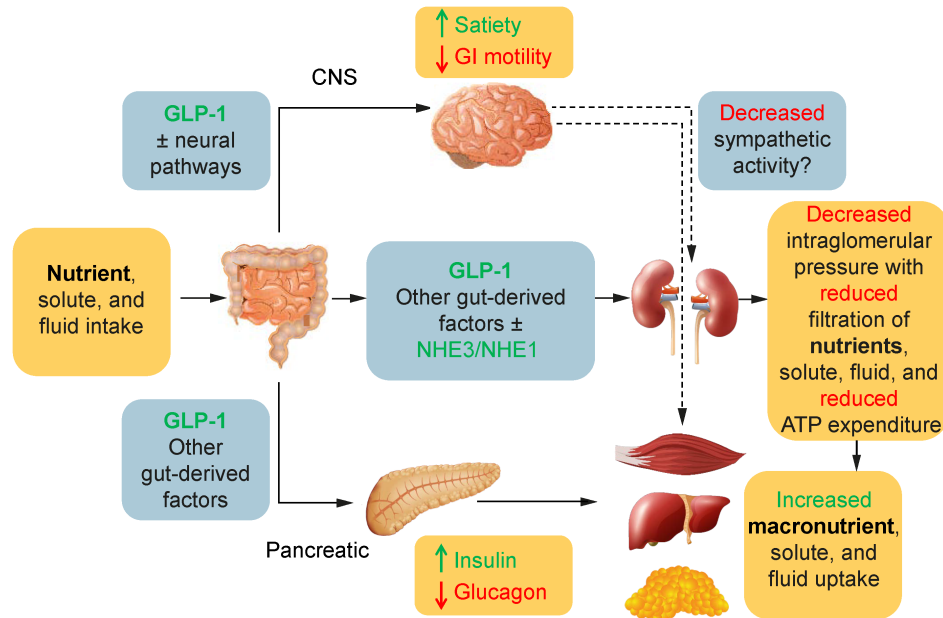 ↑ Satiety
↓ GI motility
CNS
GLP-1
± neural
pathways
Decreased
sympathetic
activity?
Nutrient,
solute, and
fluid intake
GLP-1
Other gut-derived
factors ±
NHE3/NHE1
Decreased
intraglomerular
pressure with
reduced
filtration of
nutrients,
solute, fluid, and
reduced
ATP expenditure
GLP-1
Other
gut-derived
factors
Pancreatic
↑ Insulin
↓ Glucagon
Increased
macronutrient,
solute, and
fluid uptake